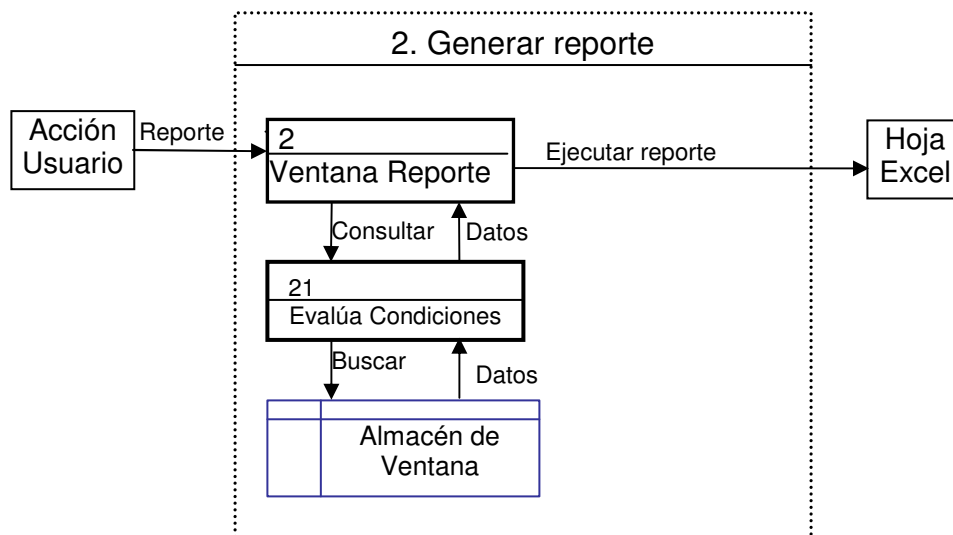 2. Generar reporte
Acción
Usuario
Reporte
2
Ventana Reporte
Ejecutar reporte
Hoja
Excel
Consultar
Datos
21
Evalúa Condiciones
Buscar
Datos
Almacén de
Ventana